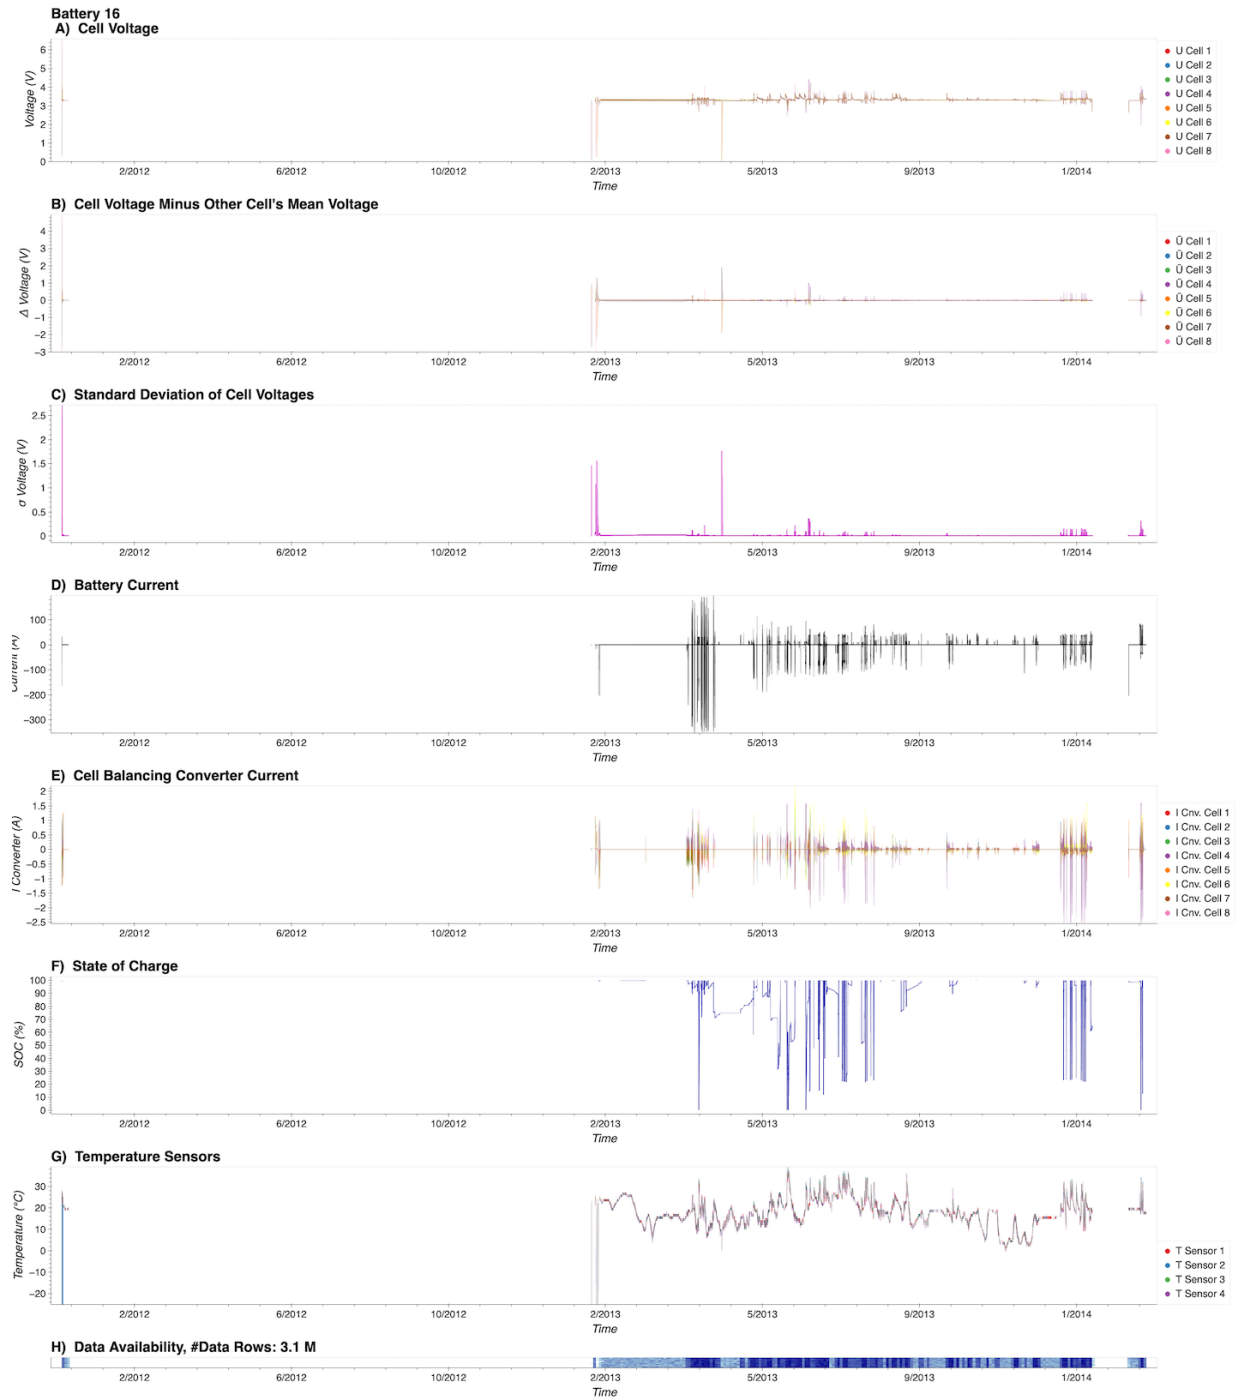 Battery 16
A) Cell Voltage
Voltage (V)
6
5
4
3
2
1
0
2/2012 6/2012 10/2012 2/2013 5/2013 9/2013 1/2014
Time
U Cell 1
U Cell 2
U Cell 3
U Cell 4
U Cell 5
U Cell 6
U Cell 7
U Cell 8
B) Cell Voltage Minus Other Cell's Mean Voltage
Δ Voltage (V)
4
3
2
1
0
−1
−2
−3
2/2012 6/2012 10/2012 2/2013 5/2013 9/2013 1/2014
Time
Ū Cell 1
Ū Cell 2
Ū Cell 3
Ū Cell 4
Ū Cell 5
Ū Cell 6
Ū Cell 7
Ū Cell 8
C) Standard Deviation of Cell Voltages
σ Voltage (V)
2.5
2
1.5
1
0.5
0
2/2012 6/2012 10/2012 2/2013 5/2013 9/2013 1/2014
Time
D) Battery Current
Current (A)
100
0
−100
−200
−300
2/2012 6/2012 10/2012 2/2013 5/2013 9/2013 1/2014
Time
E) Cell Balancing Converter Current
I Converter (A)
2
1.5
1
0.5
0
−0.5
−1
−1.5
−2
−2.5
2/2012 6/2012 10/2012 2/2013 5/2013 9/2013 1/2014
Time
I Cnv. Cell 1
I Cnv. Cell 2
I Cnv. Cell 3
I Cnv. Cell 4
I Cnv. Cell 5
I Cnv. Cell 6
I Cnv. Cell 7
I Cnv. Cell 8
F) State of Charge
SOC (%)
100
90
80
70
60
50
40
30
20
10
0
2/2012 6/2012 10/2012 2/2013 5/2013 9/2013 1/2014
Time
G) Temperature Sensors
Temperature (°C)
30
20
10
0
−10
−20
2/2012 6/2012 10/2012 2/2013 5/2013 9/2013 1/2014
Time
T Sensor 1
T Sensor 2
T Sensor 3
T Sensor 4
H) Data Availability, #Data Rows: 3.1 M
2/2012 6/2012 10/2012 2/2013 5/2013 9/2013 1/2014
Time